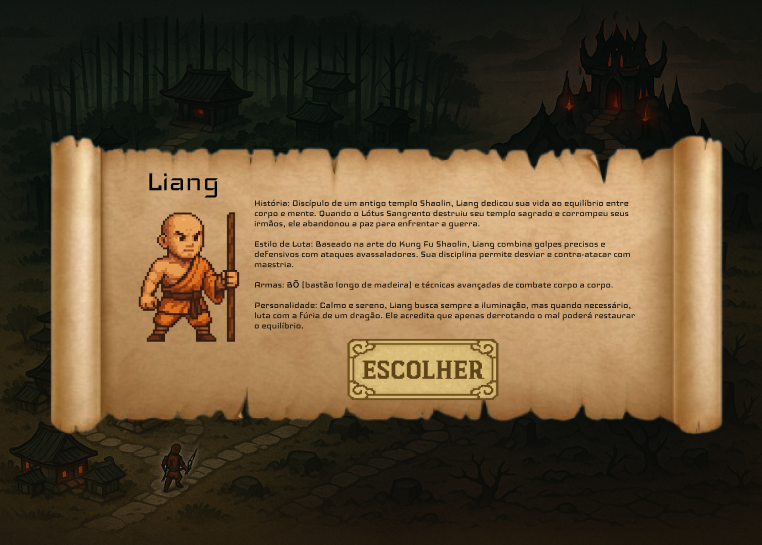 Liang
História: Discípulo de um antigo templo Shaolin, Liang dedicou sua vida ao equilíbrio entre
corpo e mente. Quando o Lótus Sangrento destruiu seu templo sagrado e corrompeu seus
irmãos, ele abandonou a paz para enfrentar a guerra.
Estilo de Luta: Baseado na arte do Kung Fu Shaolin, Liang combina golpes precisos e
defensivos com ataques avassaladores. Sua disciplina permite desviar e contra-atacar com
maestria.
Armas: BŌ (bastão longo de madeira) e técnicas avançadas de combate corpo a corpo.
Personalidade: Calmo e sereno, Liang busca sempre a iluminação, mas quando necessário,
luta com a fúria de um dragão. Ele acredita que apenas derrotando o mal poderá restaurar
o equilíbrio.
ESCOLHER